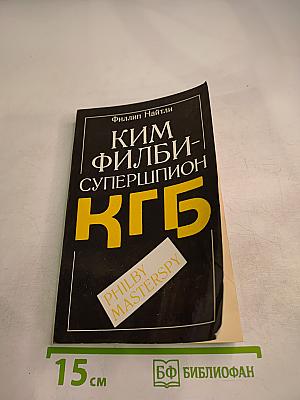 Филлип Найтли
КИМ
ФИЛБИ-
СУПЕРШПИОН
КГБ
PHILBY
MASTERSPY
15 см
БФ БИБЛИОФАН